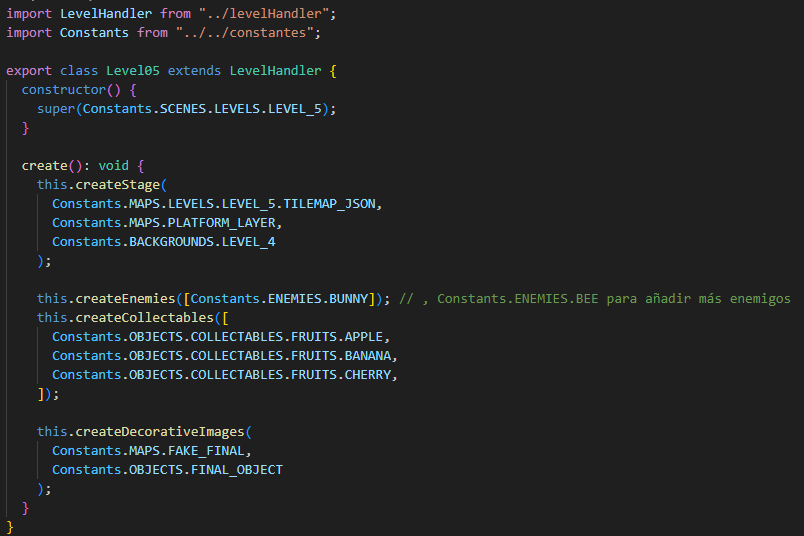 import LevelHandler from "../levelHandler";
import Constants from "../../constantes";

export class Level05 extends LevelHandler {
  constructor() {
    super(Constants.SCENES.LEVELS.LEVEL_5);
  }

  create(): void {
    this.createStage(
      Constants.MAPS.LEVELS.LEVEL_5.TILEMAP_JSON,
      Constants.MAPS.PLATFORM_LAYER,
      Constants.BACKGROUNDS.LEVEL_4
    );

    this.createEnemies([Constants.ENEMIES.BUNNY]); // , Constants.ENEMIES.BEE para añadir más enemigos
    this.createCollectables([
      Constants.OBJECTS.COLLECTABLES.FRUITS.APPLE,
      Constants.OBJECTS.COLLECTABLES.FRUITS.BANANA,
      Constants.OBJECTS.COLLECTABLES.FRUITS.CHERRY,
    ]);

    this.createDecorativeImages(
      Constants.MAPS.FAKE_FINAL,
      Constants.OBJECTS.FINAL_OBJECT
    );
  }
}